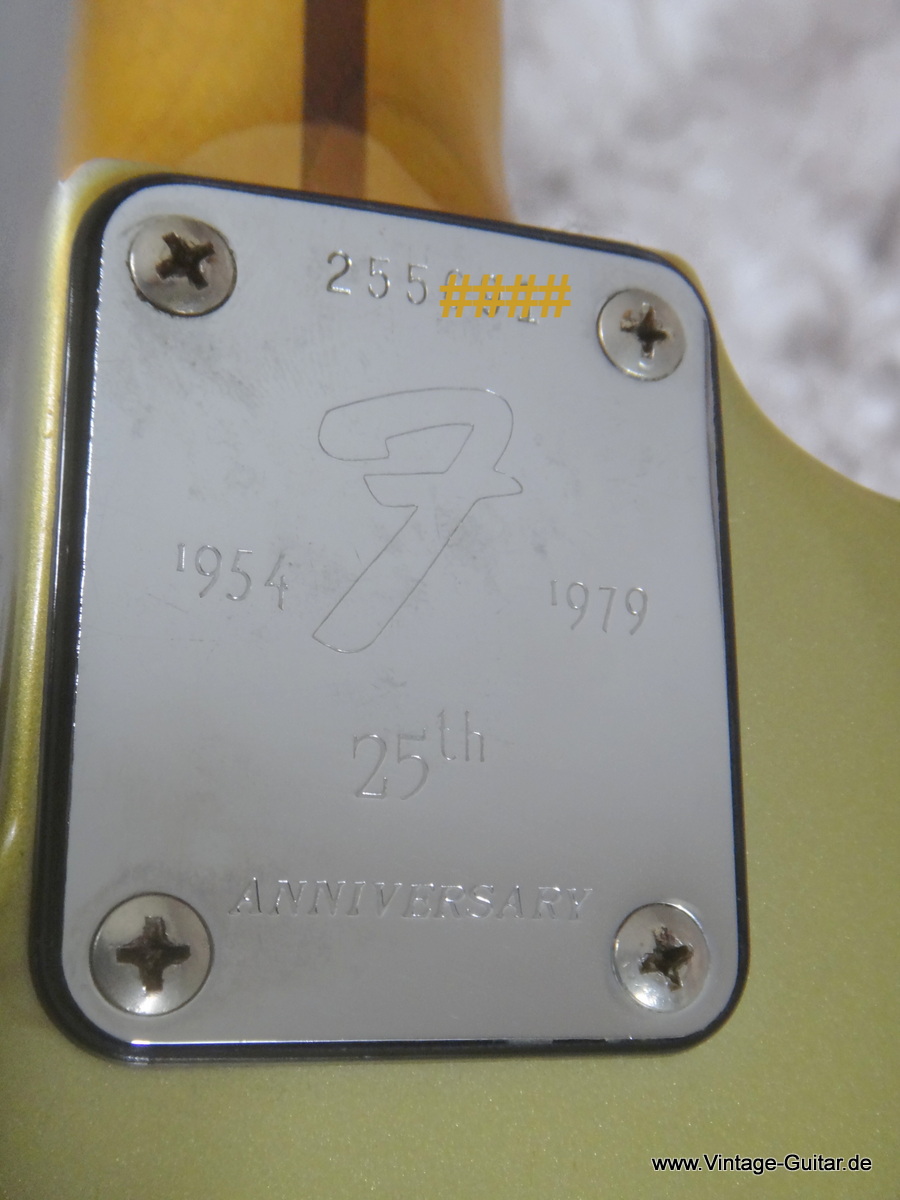 255####
F
1954 1979
25th
ANNIVERSARY
www.Vintage-Guitar.de